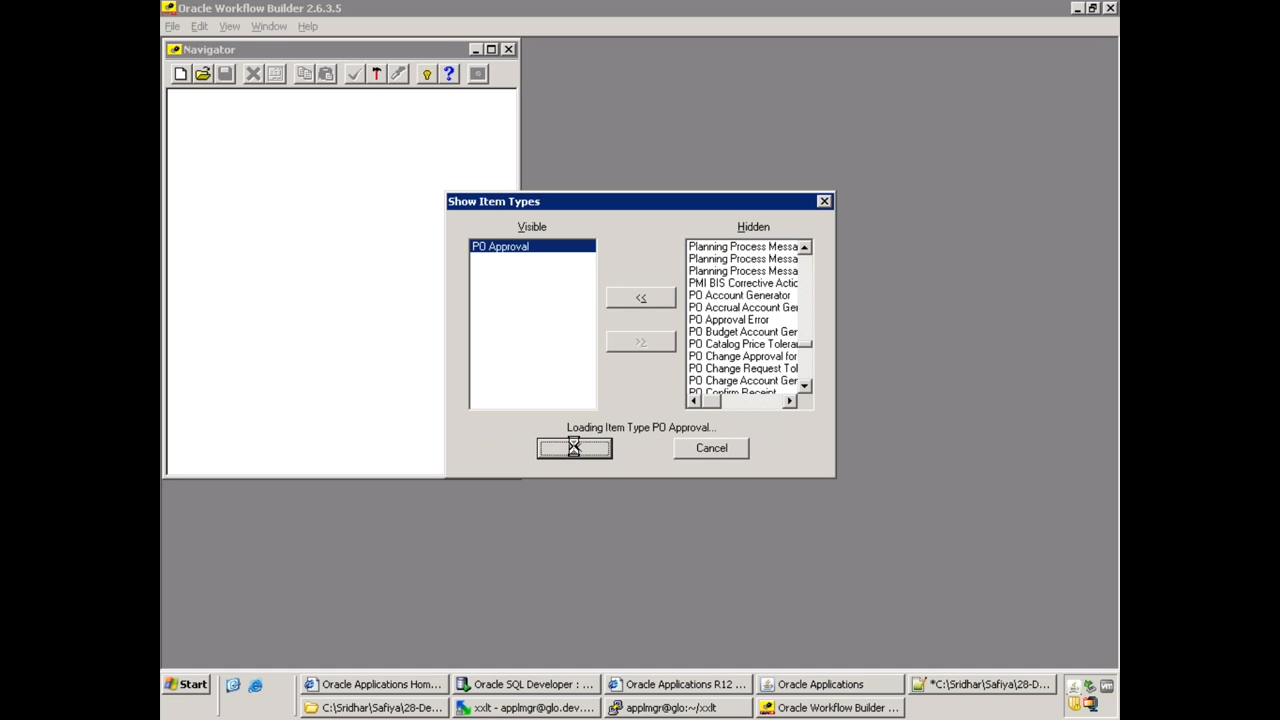 Oracle Workflow Builder 2.6.3.5
File Edit View Window Help
Navigator
Show Item Types
Visible
Hidden
PO Approval
<<
>>
Planning Process Messa
Planning Process Messa
Planning Process Messa
PMI BIS Corrective Actic
PO Account Generator
PO Accrual Account Ger
PO Approval Error
PO Budget Account Gen
PO Catalog Price Tolerar
PO Change Approval for
PO Change Request Tol
PO Charge Account Ger
PO Confirm Receipt
Loading Item Type PO Approval...
Cancel
Start
Oracle Applications Hom...
Oracle SQL Developer : ...
Oracle Applications R12 ...
Oracle Applications
*C:\Sridhar\Safiya\28-D...
C:\Sridhar\Safiya\28-De...
xxlt - applmgr@glo.dev....
applmgr@glo:~/xxlt
Oracle Workflow Builder ...